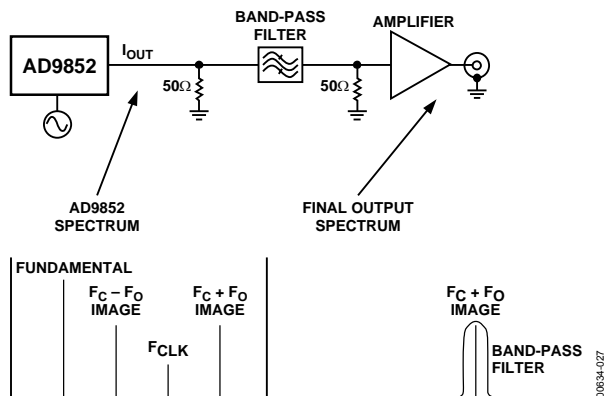 BAND-PASS
FILTER
AMPLIFIER
AD9852
IOUT
50Ω
50Ω
AD9852
SPECTRUM
FINAL OUTPUT
SPECTRUM
FUNDAMENTAL
FC – FO
IMAGE
FC + FO
IMAGE
FCLK
FC + FO
IMAGE
BAND-PASS
FILTER
00634-027